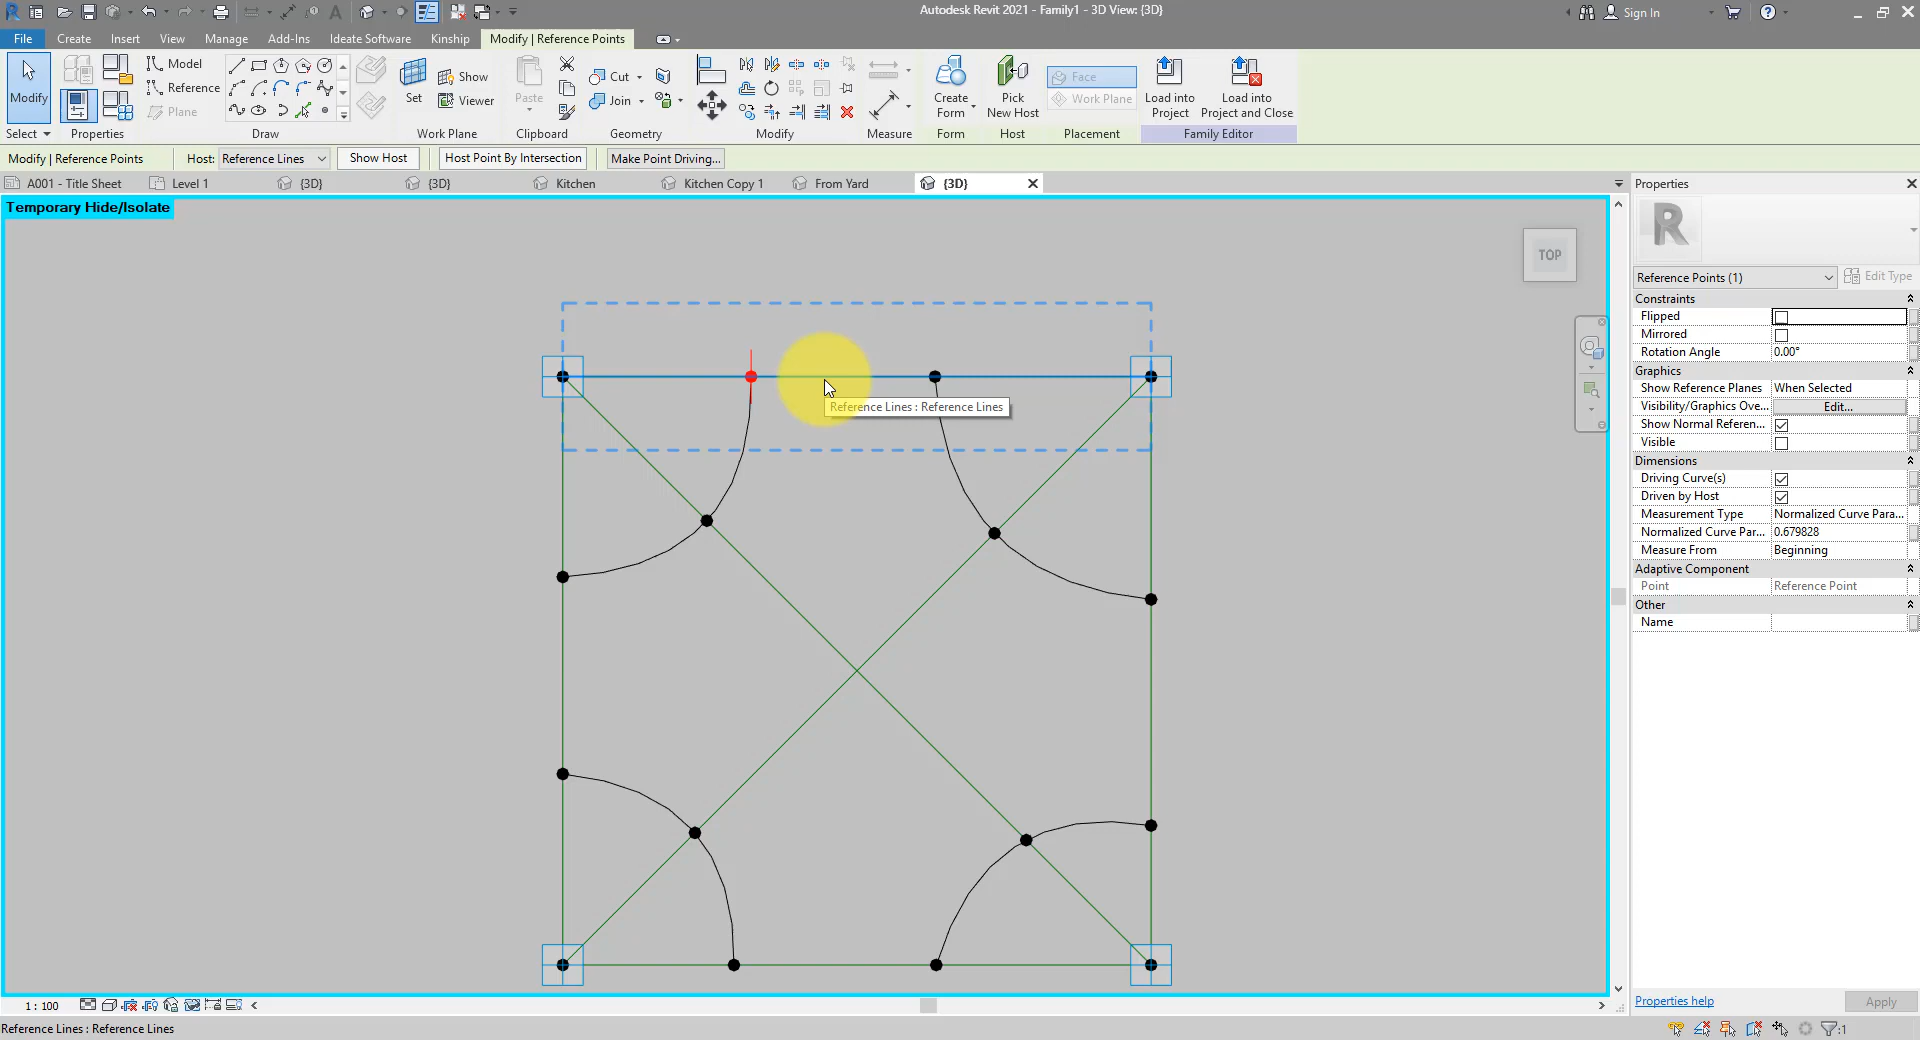 Autodesk Revit 2021 - Family1 - 3D View: {3D}
Sign In
File Create Insert View Manage Add-Ins Ideate Software Kinship Modify | Reference Points
Modify
Select
Properties
Model
Reference
Plane
Draw
Set
Show
Viewer
Work Plane
Paste
Clipboard
Cut
Join
Geometry
Modify
Measure
Create
Form
Form
Pick
New Host
Host
Face
Work Plane
Placement
Load into
Project
Load into
Project and Close
Family Editor
Modify | Reference Points
Host: Reference Lines
Show Host
Host Point By Intersection
Make Point Driving...
A001 - Title Sheet
Level 1
{3D}
{3D}
Kitchen
Kitchen Copy 1
From Yard
{3D}
Temporary Hide/Isolate
TOP
Reference Lines : Reference Lines
Properties
R
Reference Points (1)
Edit Type
Constraints
Flipped
Mirrored
Rotation Angle 0.00°
Graphics
Show Reference Planes When Selected
Visibility/Graphics Ove... Edit...
Show Normal Referen...
Visible
Dimensions
Driving Curve(s)
Driven by Host
Measurement Type Normalized Curve Para...
Normalized Curve Par... 0.679828
Measure From Beginning
Adaptive Component
Point Reference Point
Other
Name
Properties help
Apply
1 : 100
Reference Lines : Reference Lines
:1